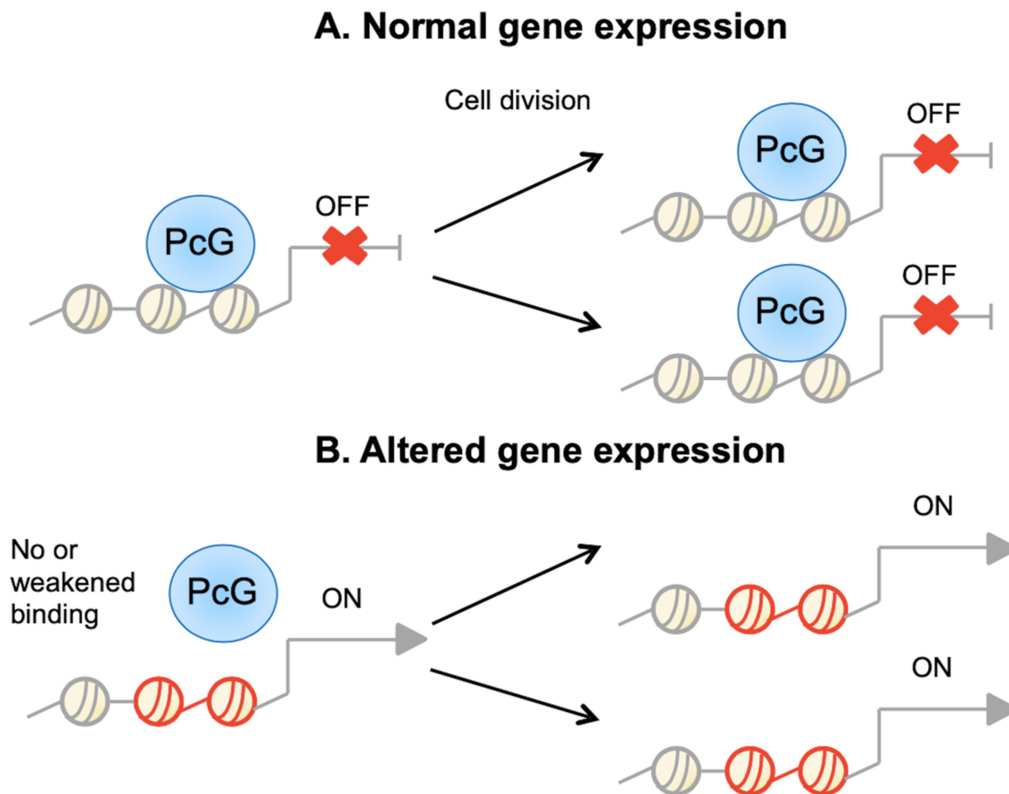 A. Normal gene expression
Cell division
OFF
PcG
OFF
PcG
OFF
PcG
B. Altered gene expression
No or
weakened
binding
PcG
ON
ON
ON